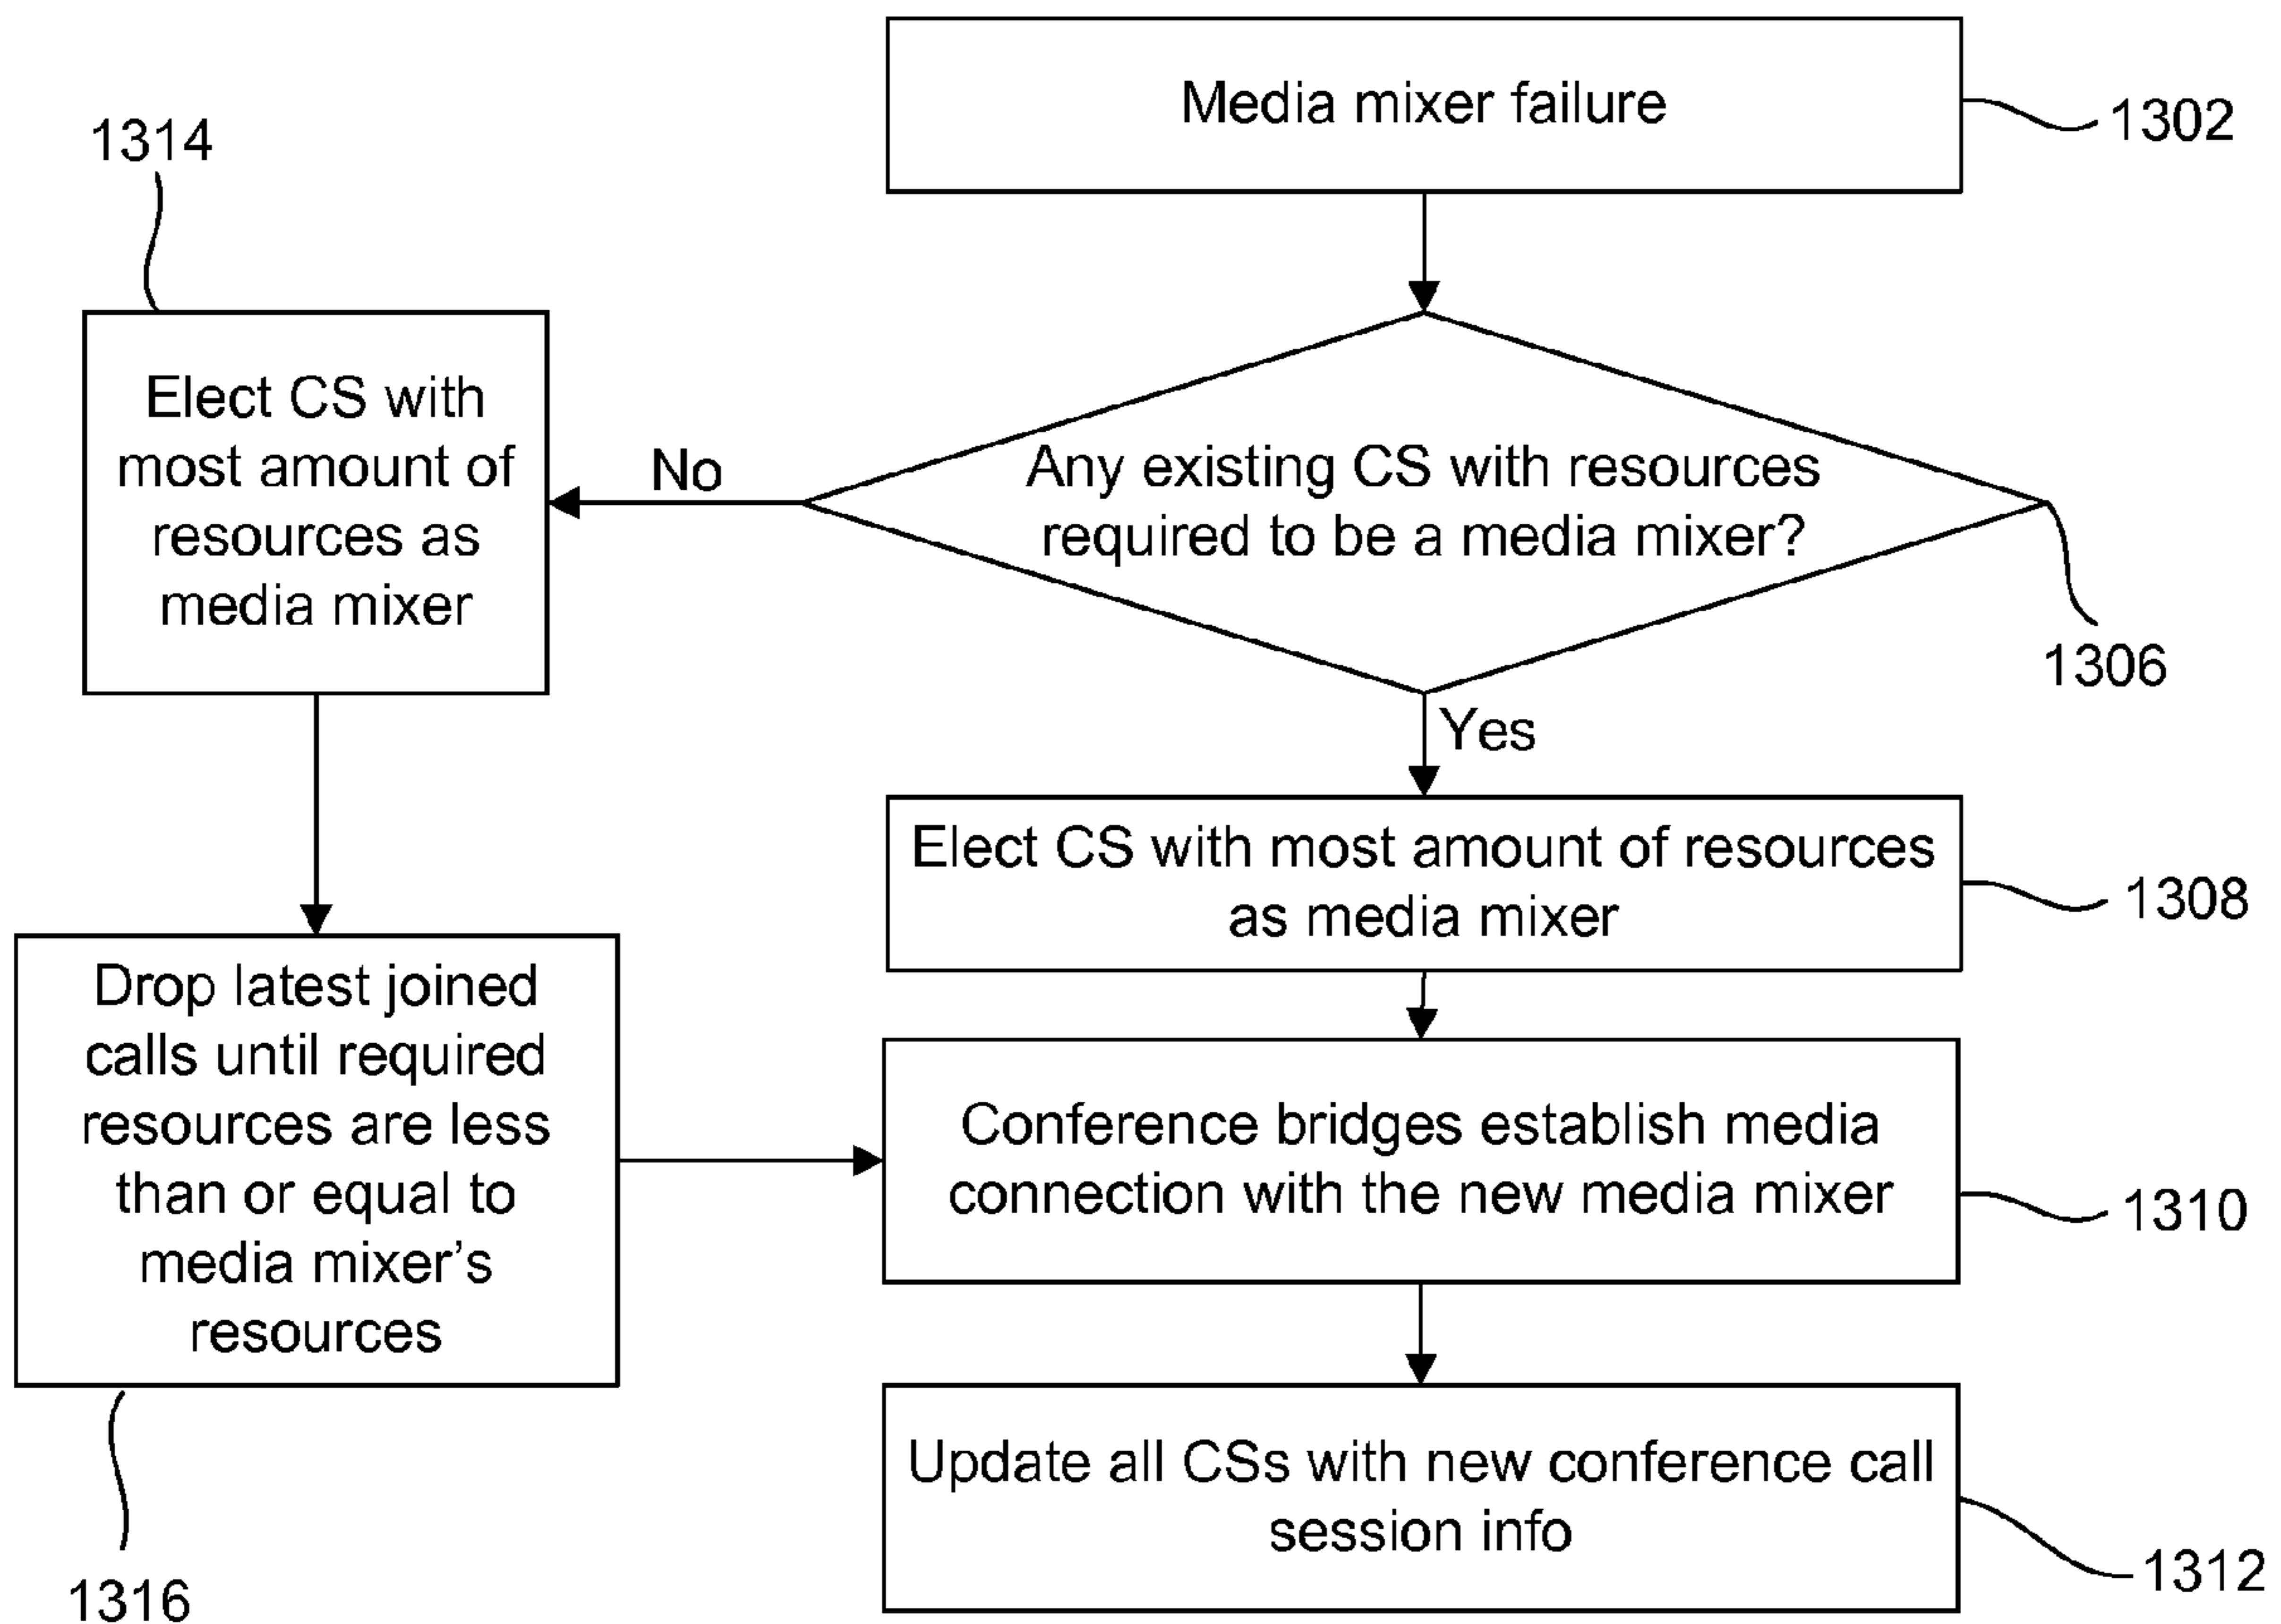 Media mixer failure
1302
1314
Elect CS with
most amount of
resources as
media mixer
No
Any existing CS with resources
required to be a media mixer?
1306
Yes
Elect CS with most amount of resources
as media mixer
1308
Drop latest joined
calls until required
resources are less
than or equal to
media mixer’s
resources
1316
Conference bridges establish media
connection with the new media mixer
1310
Update all CSs with new conference call
session info
1312